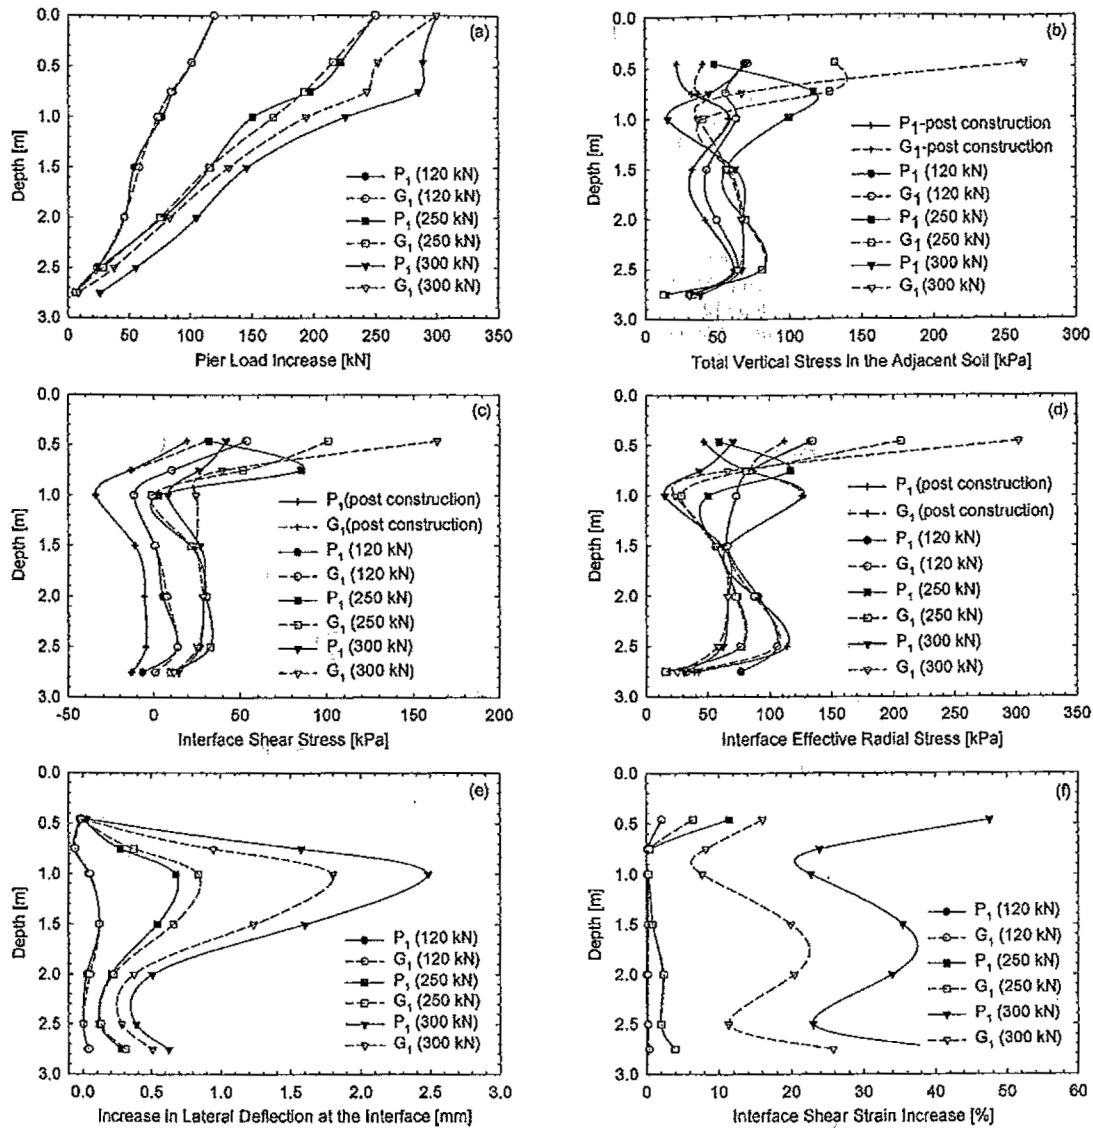 (a)
0.0
0.5
1.0
1.5
2.0
2.5
3.0
Depth [m]
P1 (120 kN)
G1 (120 kN)
P1 (250 kN)
G1 (250 kN)
P1 (300 kN)
G1 (300 kN)
0 50 100 150 200 250 300 350
Pier Load Increase [kN]
(b)
0.0
0.5
1.0
1.5
2.0
2.5
3.0
Depth [m]
P1-post construction
G1-post construction
P1 (120 kN)
G1 (120 kN)
P1 (250 kN)
G1 (250 kN)
P1 (300 kN)
G1 (300 kN)
0 50 100 150 200 250 300
Total Vertical Stress in the Adjacent Soil [kPa]
(c)
0.0
0.5
1.0
1.5
2.0
2.5
3.0
Depth [m]
P1(post construction)
G1(post construction)
P1 (120 kN)
G1 (120 kN)
P1 (250 kN)
G1 (250 kN)
P1 (300 kN)
G1 (300 kN)
-50 0 50 100 150 200
Interface Shear Stress [kPa]
(d)
0.0
0.5
1.0
1.5
2.0
2.5
3.0
Depth [m]
P1 (post construction)
G1 (post construction)
P1 (120 kN)
G1 (120 kN)
P1 (250 kN)
G1 (250 kN)
P1 (300 kN)
G1 (300 kN)
0 50 100 150 200 250 300 350
Interface Effective Radial Stress [kPa]
(e)
0.0
0.5
1.0
1.5
2.0
2.5
3.0
Depth [m]
P1 (120 kN)
G1 (120 kN)
P1 (250 kN)
G1 (250 kN)
P1 (300 kN)
G1 (300 kN)
0.0 0.5 1.0 1.5 2.0 2.5 3.0
Increase in Lateral Deflection at the Interface [mm]
(f)
0.0
0.5
1.0
1.5
2.0
2.5
3.0
Depth [m]
P1 (120 kN)
G1 (120 kN)
P1 (250 kN)
G1 (250 kN)
P1 (300 kN)
G1 (300 kN)
0 10 20 30 40 50 60
Interface Shear Strain Increase [%]